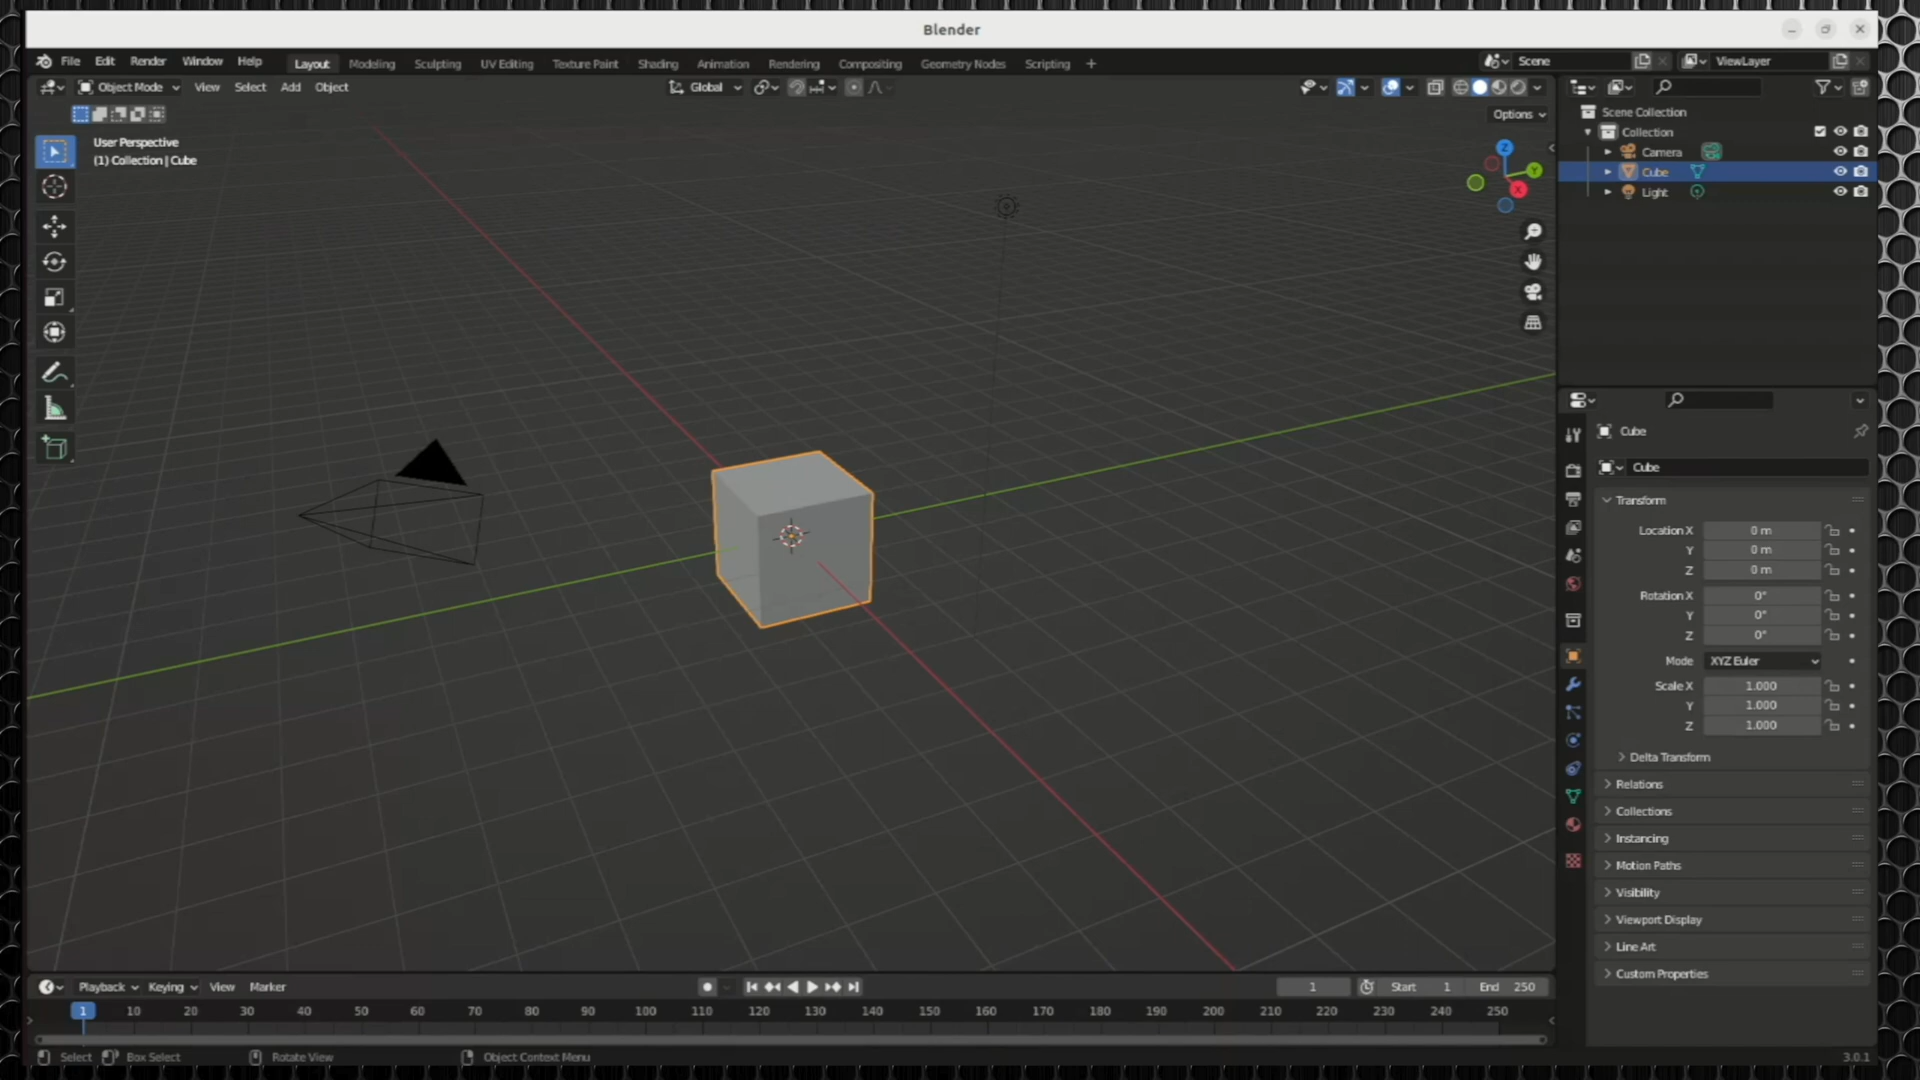 Blender
File Edit Render Window Help Layout Modeling Sculpting UV Editing Texture Paint Shading Animation Rendering Compositing Geometry Nodes Scripting + Scene ViewLayer
Object Mode View Select Add Object Global
Options
User Perspective
(1) Collection | Cube
Z
Y
X
Scene Collection
Collection
Camera
Cube
Light
Cube
Cube
Transform
Location X 0 m
Y 0 m
Z 0 m
Rotation X 0°
Y 0°
Z 0°
Mode XYZ Euler
Scale X 1.000
Y 1.000
Z 1.000
Delta Transform
Relations
Collections
Instancing
Motion Paths
Visibility
Viewport Display
Line Art
Custom Properties
Playback Keying View Marker 1 Start 1 End 250
1 10 20 30 40 50 60 70 80 90 100 110 120 130 140 150 160 170 180 190 200 210 220 230 240 250
Select Box Select Rotate View Object Context Menu 3.0.1